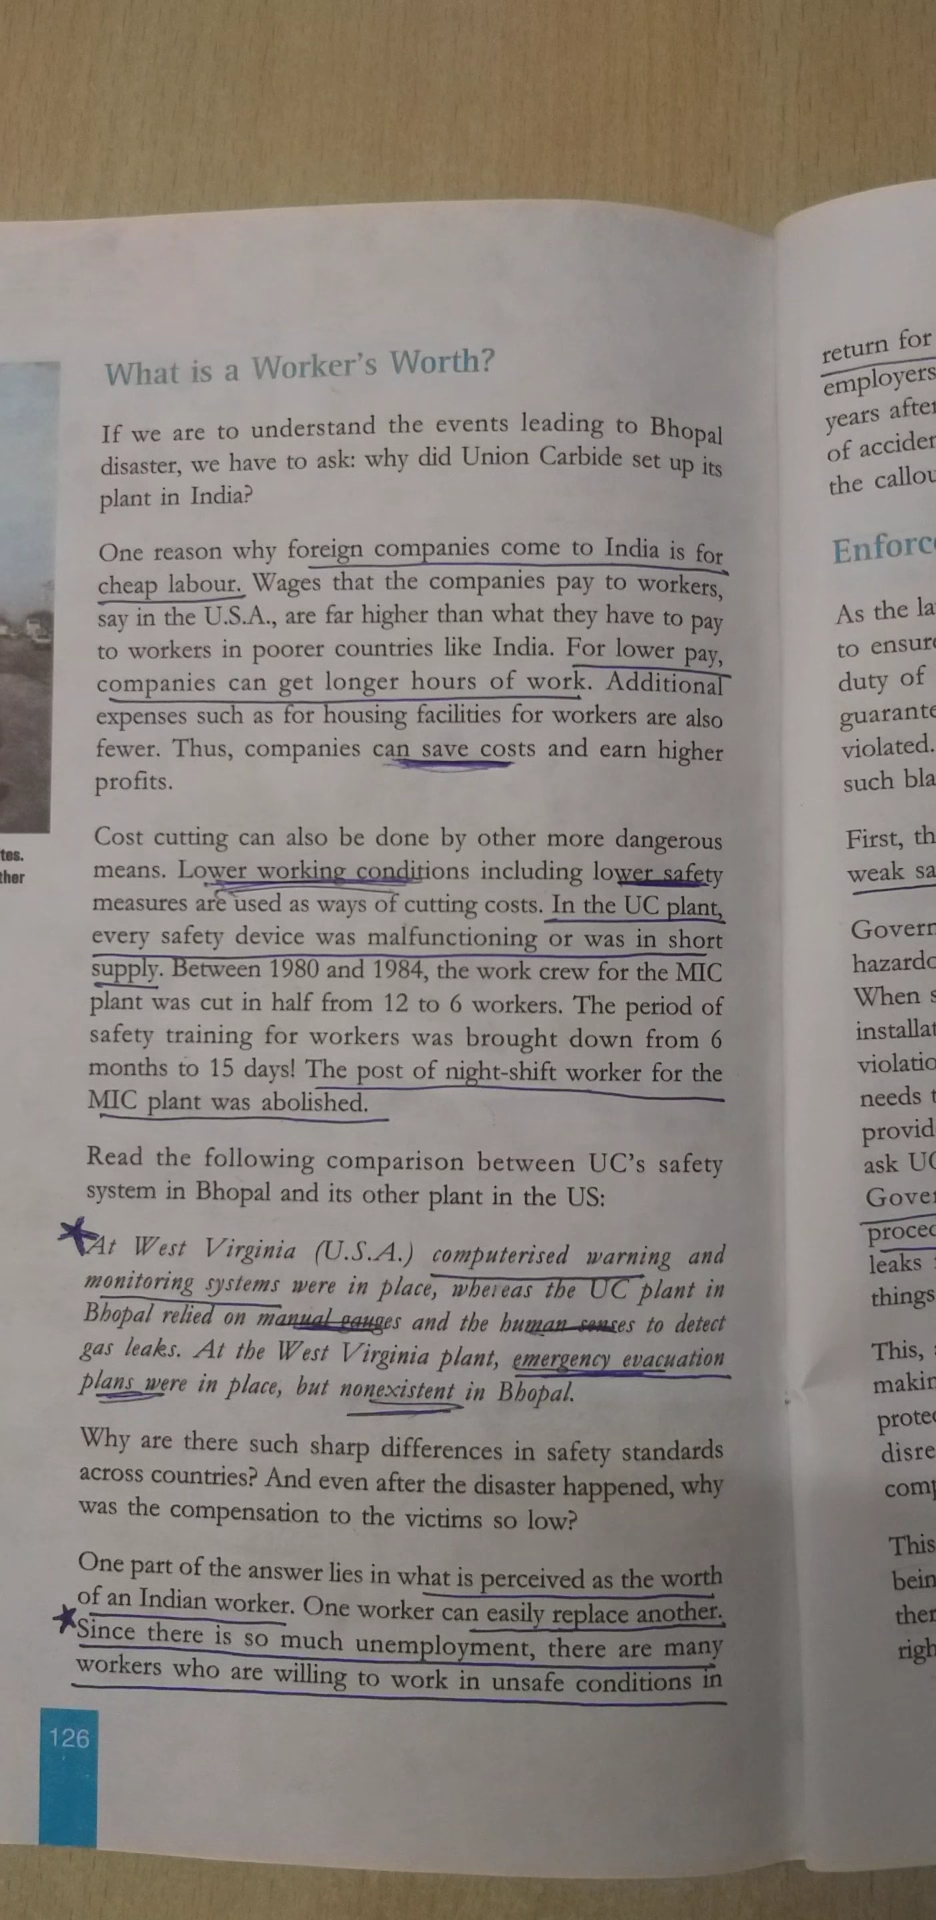 What is a Worker's Worth?
If we are to understand the events leading to Bhopal
disaster, we have to ask: why did Union Carbide set up its
plant in India?
One reason why foreign companies come to India is for
cheap labour. Wages that the companies pay to workers,
say in the U.S.A., are far higher than what they have to pay
to workers in poorer countries like India. For lower pay,
companies can get longer hours of work. Additional
expenses such as for housing facilities for workers are also
fewer. Thus, companies can save costs and earn higher
profits.
Cost cutting can also be done by other more dangerous
means. Lower working conditions including lower safety
measures are used as ways of cutting costs. In the UC plant,
every safety device was malfunctioning or was in short
supply. Between 1980 and 1984, the work crew for the MIC
plant was cut in half from 12 to 6 workers. The period of
safety training for workers was brought down from 6
months to 15 days! The post of night-shift worker for the
MIC plant was abolished.
Read the following comparison between UC's safety
system in Bhopal and its other plant in the US:
At West Virginia (U.S.A.) computerised warning and
monitoring systems were in place, whereas the UC plant in
Bhopal relied on manual gauges and the human senses to detect
gas leaks. At the West Virginia plant, emergency evacuation
plans were in place, but nonexistent in Bhopal.
Why are there such sharp differences in safety standards
across countries? And even after the disaster happened, why
was the compensation to the victims so low?
One part of the answer lies in what is perceived as the worth
of an Indian worker. One worker can easily replace another.
Since there is so much unemployment, there are many
workers who are willing to work in unsafe conditions in
126
tes.
ther
return for
employers
years after
of acciden
the callou
Enforc
As the la
to ensure
duty of
guarante
violated.
such bla
First, th
weak sa
Govern
hazardo
When s
installat
violatio
needs t
provid
ask UC
Gover
proced
leaks
things
This,
makin
protec
disre
comp
This
bein
ther
righ